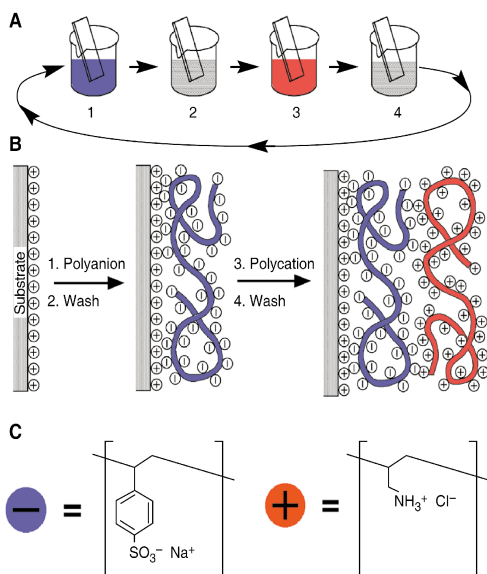 A
1 2 3 4
B
Substrate
1. Polyanion
2. Wash
3. Polycation
4. Wash
C
− = SO₃⁻ Na⁺
+ = NH₃⁺ Cl⁻